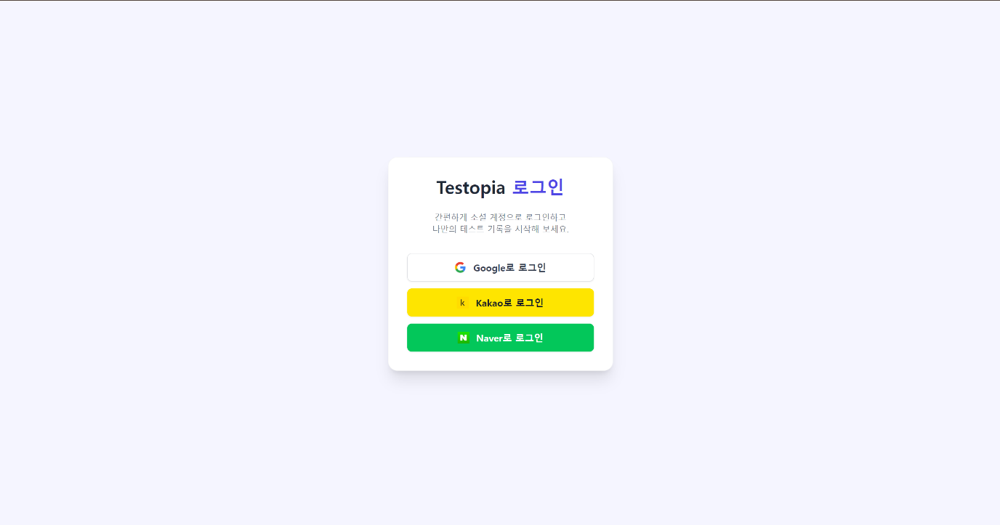 Testopia 로그인
간편하게 소셜 계정으로 로그인하고
나만의 테스트 기록을 시작해 보세요.
Google로 로그인
k Kakao로 로그인
N Naver로 로그인